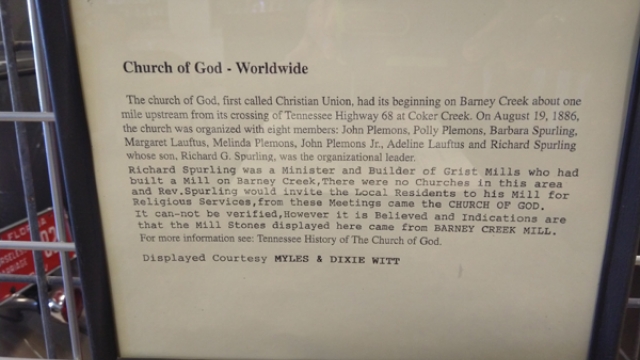 Church of God - Worldwide
The church of God, first called Christian Union, had its beginning on Barney Creek about one
mile upstream from its crossing of Tennessee Highway 68 at Coker Creek. On August 19, 1886,
the church was organized with eight members: John Plemons, Polly Plemons, Barbara Spurling,
Margaret Lauftus, Melinda Plemons, John Plemons Jr., Adeline Lauftus and Richard Spurling
whose son, Richard G. Spurling, was the organizational leader.
Richard Spurling was a Minister and Builder of Grist Mills who had
built a Mill on Barney Creek,There were no Churches in this area
and Rev.Spurling would invite the Local Residents to his Mill for
Religious Services,from these Meetings came the CHURCH OF GOD.
It can-not be verified,However it is Believed and Indications are
that the Mill Stones displayed here came from BARNEY CREEK MILL.
For more information see: Tennessee History of The Church of God.
Displayed Courtesy MYLES & DIXIE WITT